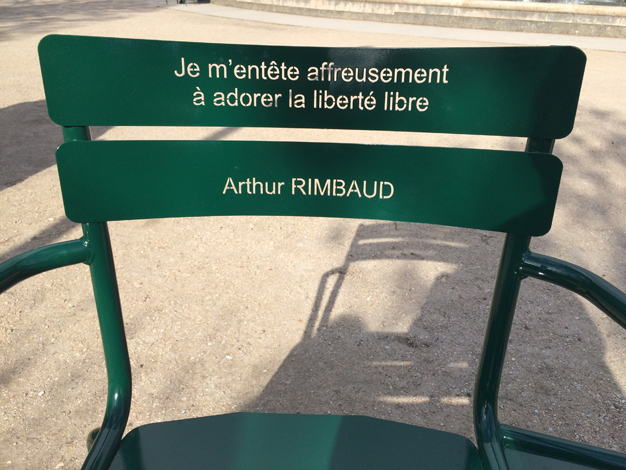 Je m'entête affreusement
à adorer la liberté libre
Arthur RIMBAUD